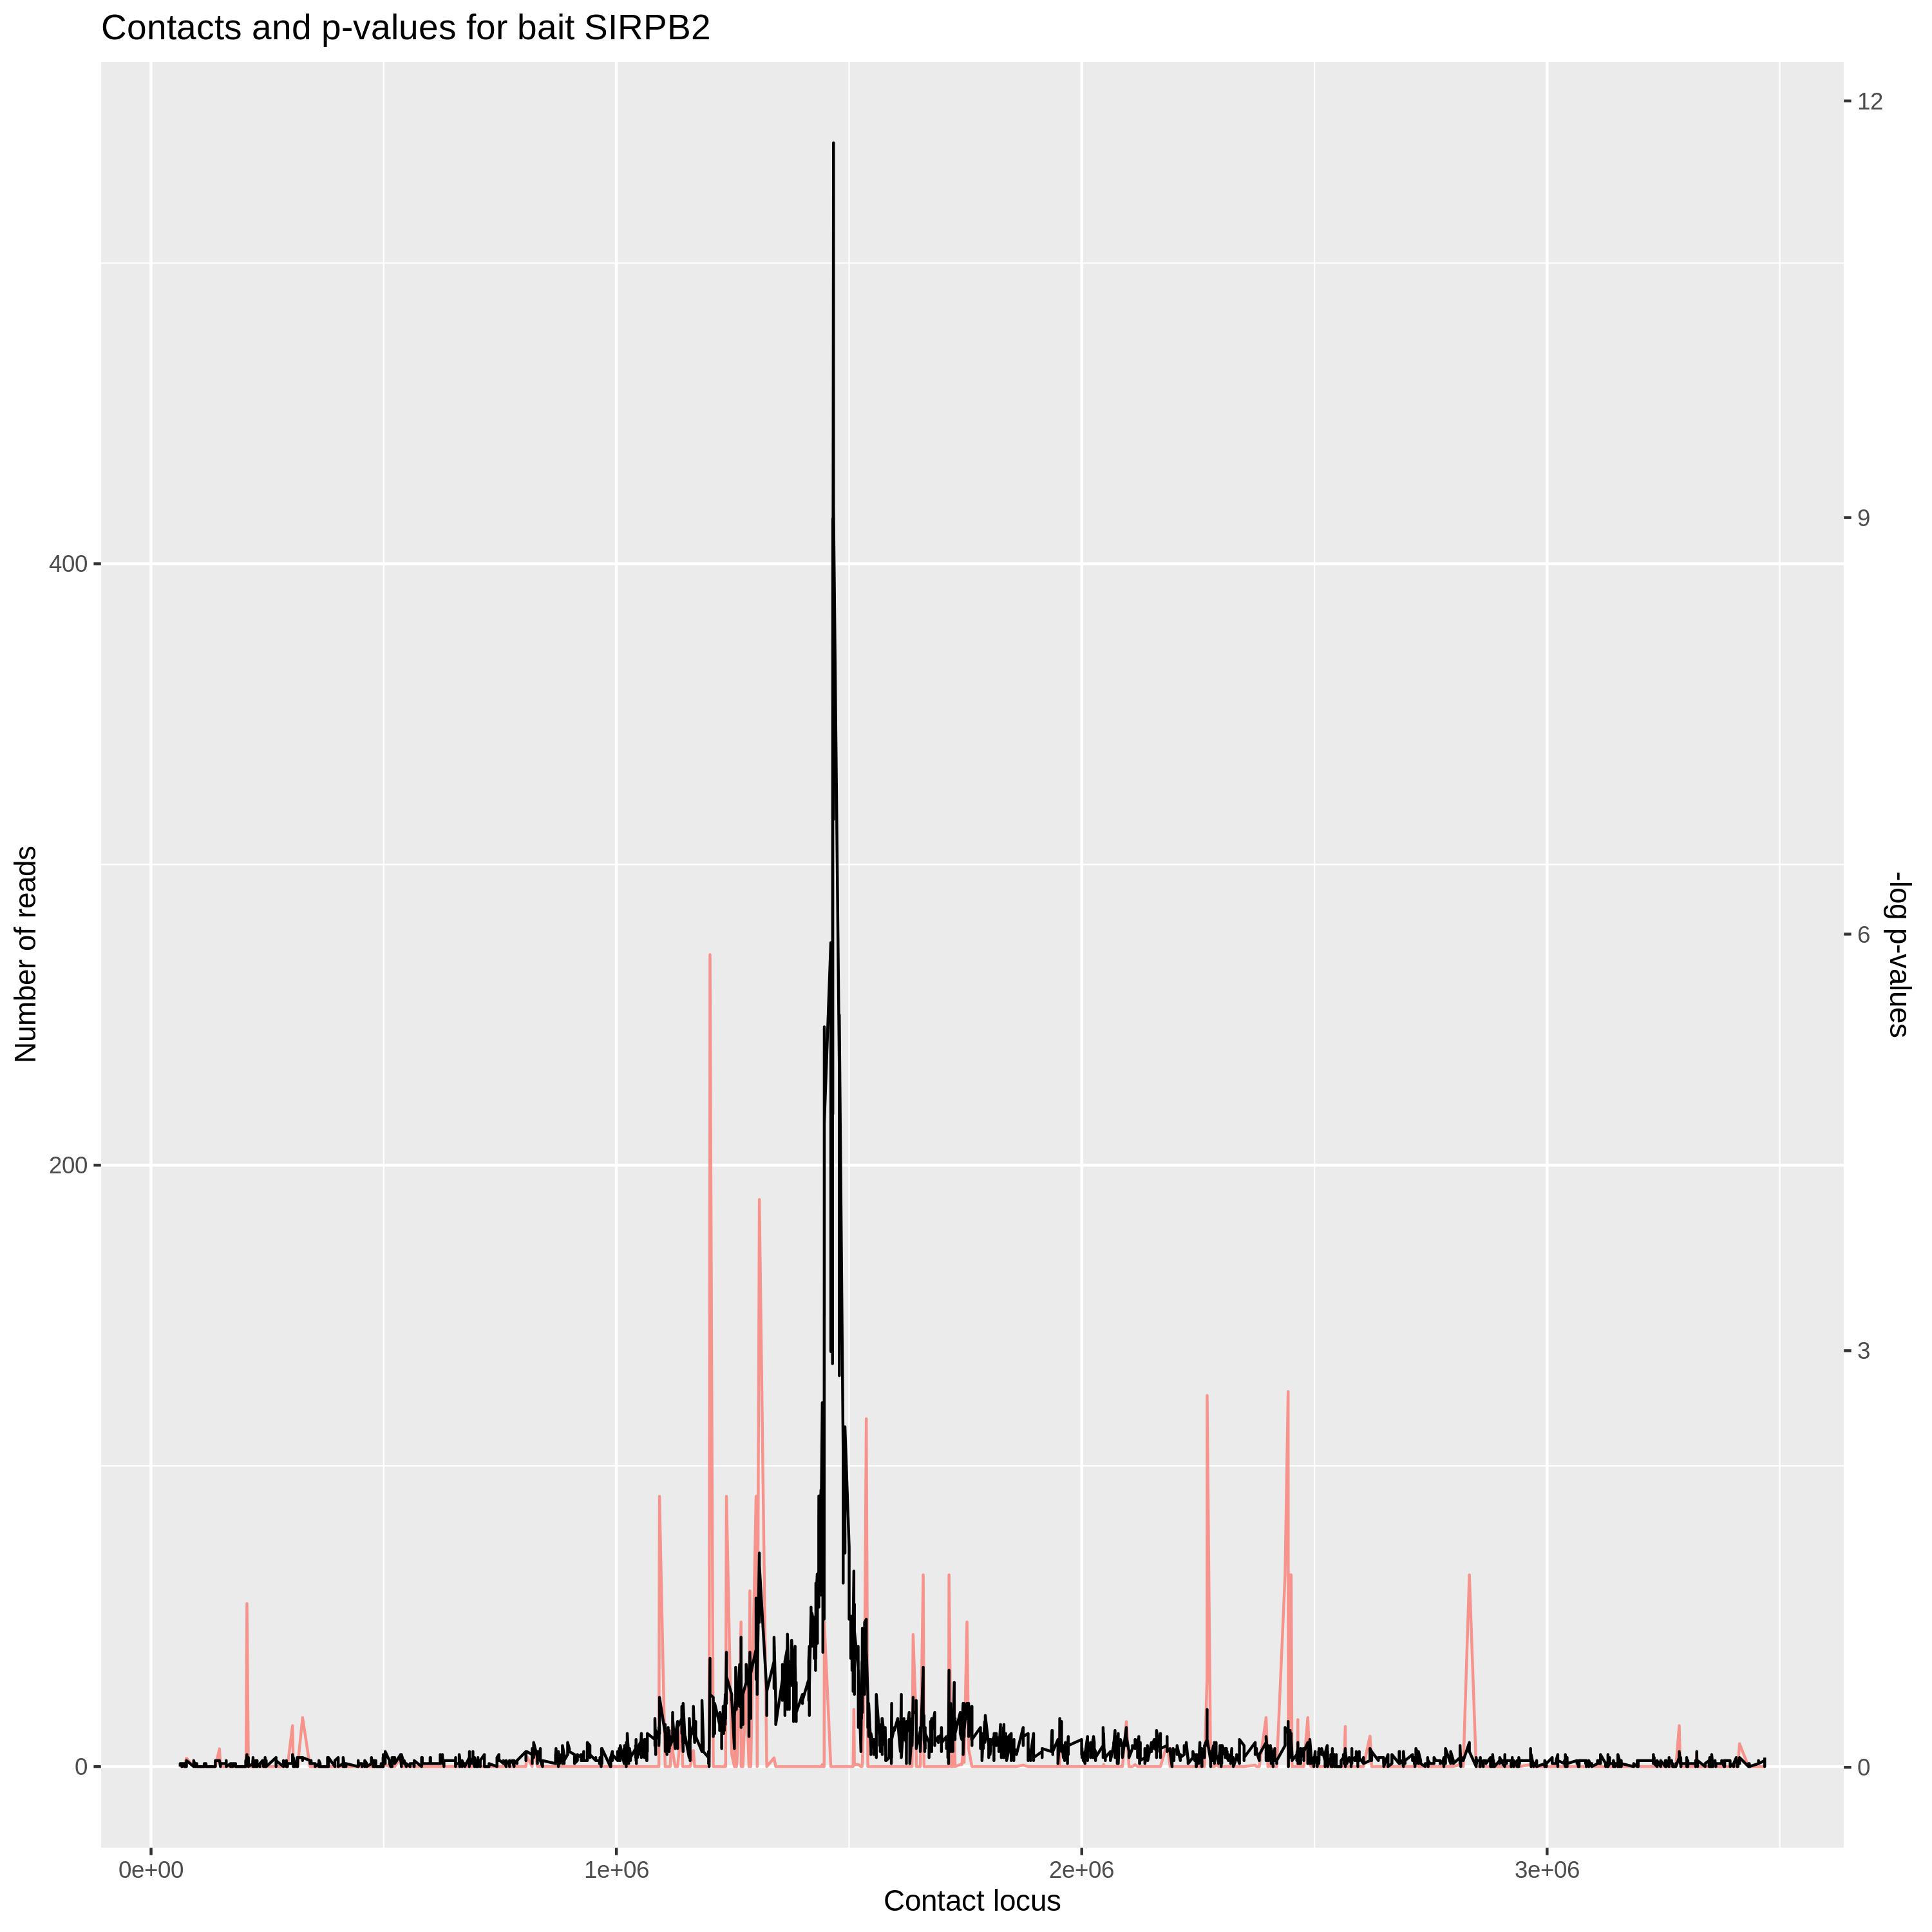 Contacts and p-values for bait SIRPB2
12
9
6
3
0
400
200
0
Number of reads
-log p-values
0e+00
1e+06
2e+06
3e+06
Contact locus